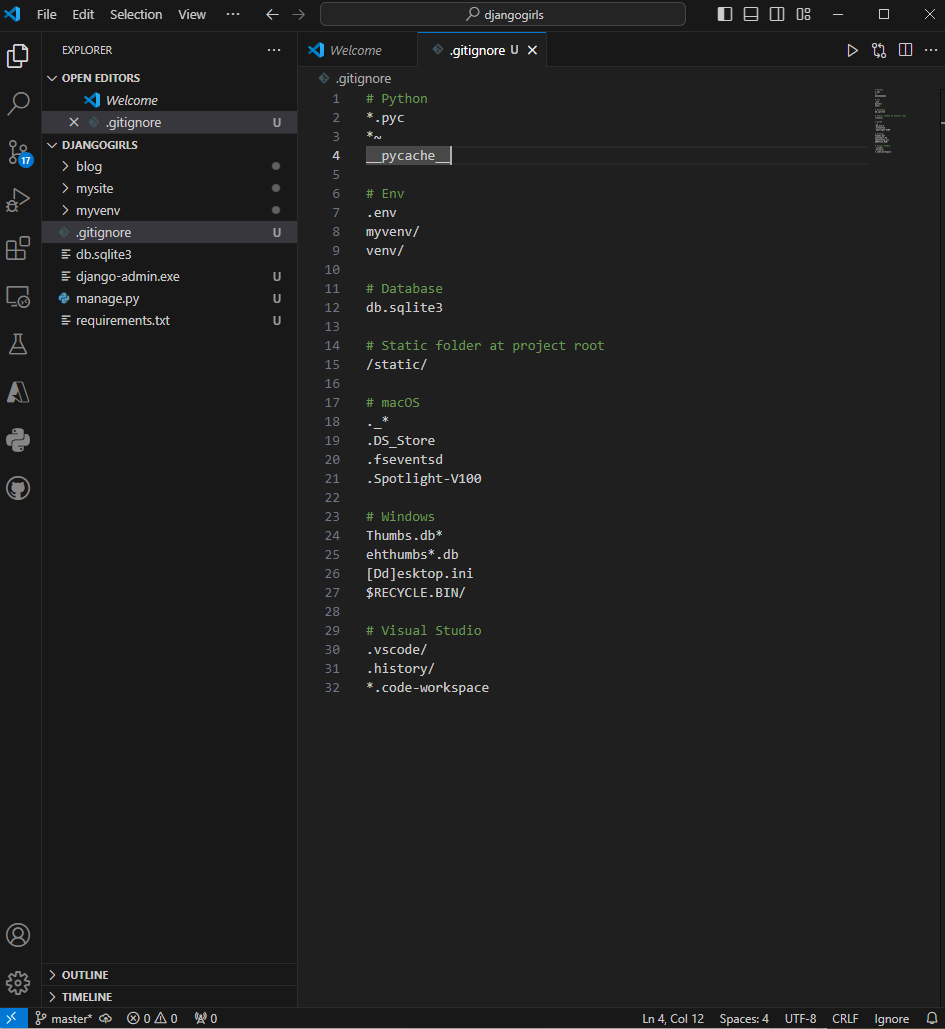 File Edit Selection View ··· djangogirls
EXPLORER ···
OPEN EDITORS
Welcome
.gitignore U
DJANGOGIRLS
blog
mysite
myvenv
.gitignore U
db.sqlite3
django-admin.exe U
manage.py U
requirements.txt U
OUTLINE
TIMELINE
17
Welcome .gitignore U
.gitignore
1 # Python
2 *.pyc
3 *~
4 __pycache__
5
6 # Env
7 .env
8 myvenv/
9 venv/
10
11 # Database
12 db.sqlite3
13
14 # Static folder at project root
15 /static/
16
17 # macOS
18 ._*
19 .DS_Store
20 .fseventsd
21 .Spotlight-V100
22
23 # Windows
24 Thumbs.db*
25 ehthumbs*.db
26 [Dd]esktop.ini
27 $RECYCLE.BIN/
28
29 # Visual Studio
30 .vscode/
31 .history/
32 *.code-workspace
master* 0 0 0 Ln 4, Col 12 Spaces: 4 UTF-8 CRLF Ignore